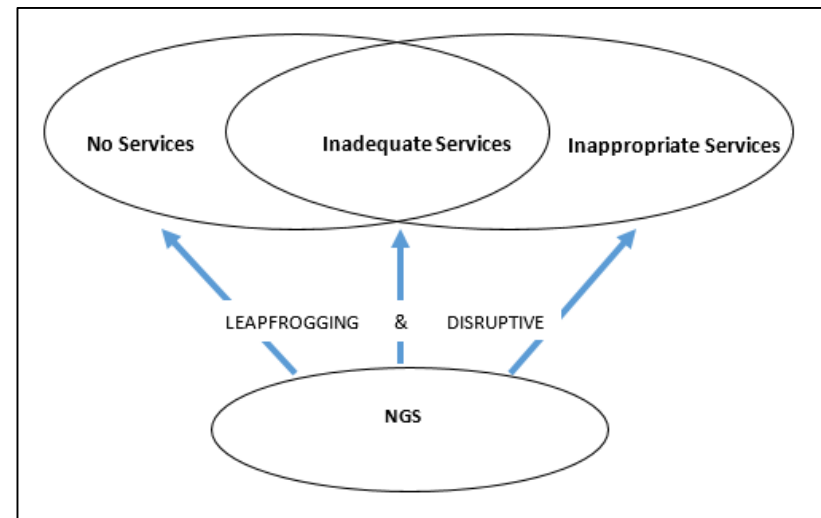 No Services
Inadequate Services
Inappropriate Services
LEAPFROGGING & DISRUPTIVE
NGS